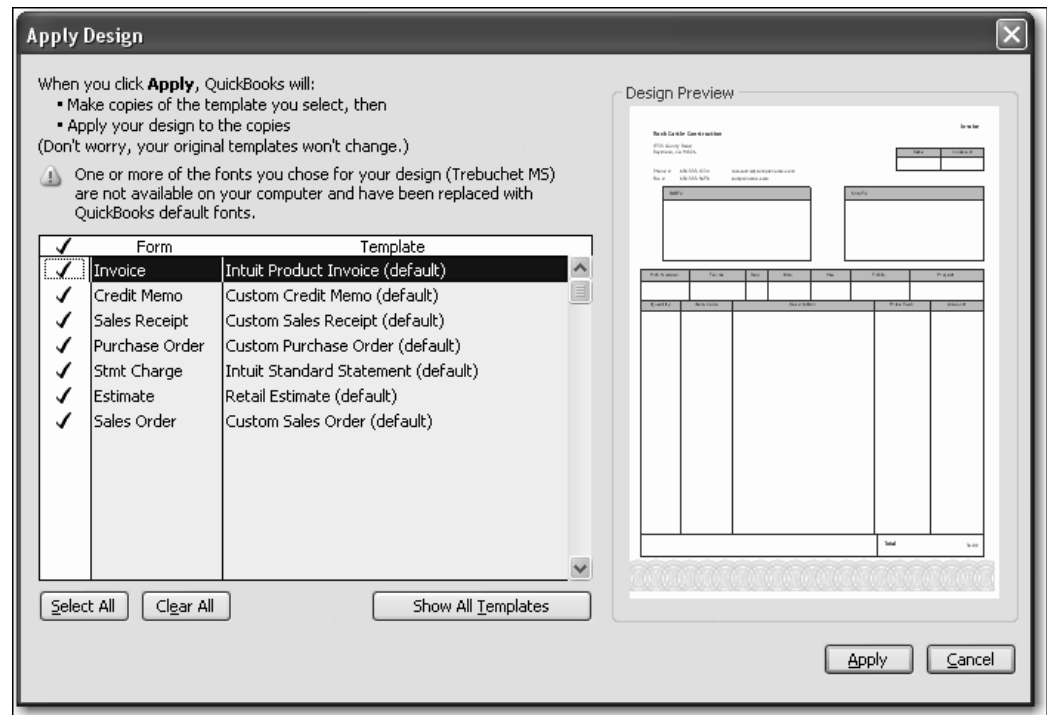 Apply Design
When you click Apply, QuickBooks will:
▪ Make copies of the template you select, then
▪ Apply your design to the copies
(Don't worry, your original templates won't change.)
One or more of the fonts you chose for your design (Trebuchet MS)
are not available on your computer and have been replaced with
QuickBooks default fonts.
✓ Form Template
✓ Invoice Intuit Product Invoice (default)
✓ Credit Memo Custom Credit Memo (default)
✓ Sales Receipt Custom Sales Receipt (default)
✓ Purchase Order Custom Purchase Order (default)
✓ Stmt Charge Intuit Standard Statement (default)
✓ Estimate Retail Estimate (default)
✓ Sales Order Custom Sales Order (default)
Select All Clear All Show All Templates
Design Preview
Invoice
Rock Castle Construction
Total
Apply Cancel